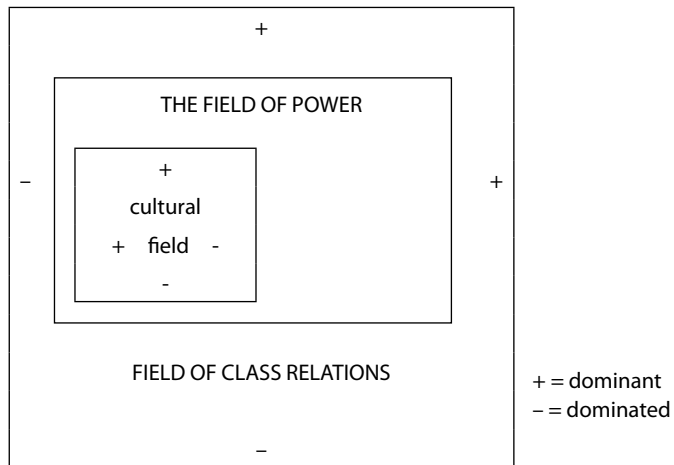 +
THE FIELD OF POWER
+
– +
cultural
+ field -
-
FIELD OF CLASS RELATIONS
+ = dominant
– = dominated
–